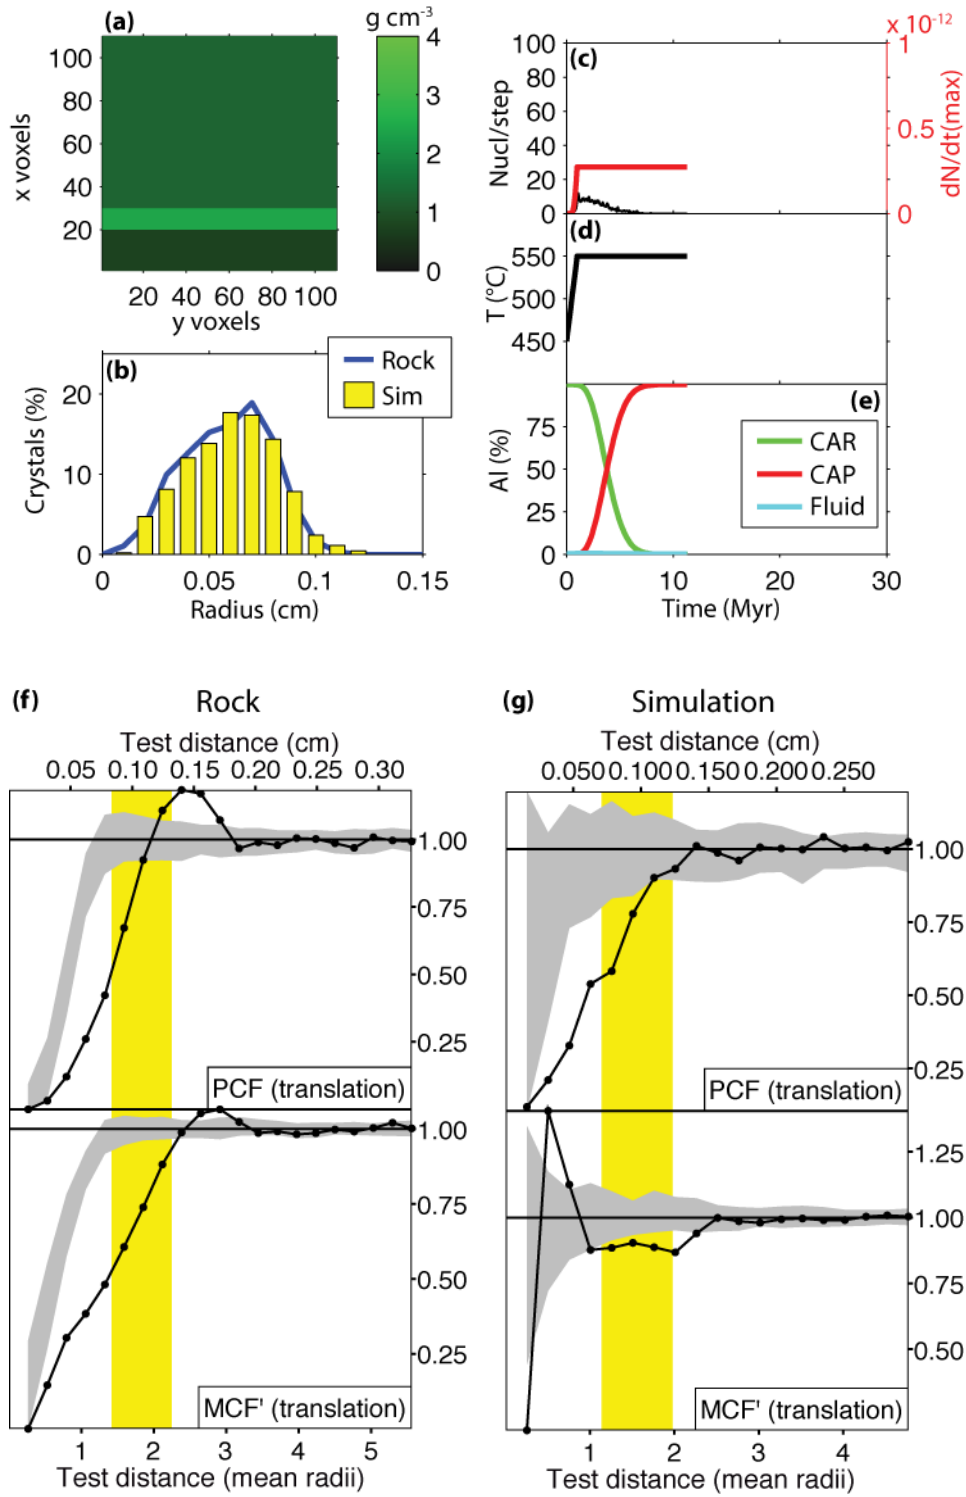 (a)
g cm-3
x voxels
100
80
60
40
20
20 40 60 80 100
y voxels
4
3
2
1
0
(b)
Rock
Sim
Crystals (%)
20
10
0
0 0.05 0.1 0.15
Radius (cm)
(c)
x 10-12
Nucl/step
100
80
60
40
20
0
1
0.5
0
dN/dt(max)
(d)
T (°C)
550
500
450
(e)
Al (%)
75
50
25
0
CAR
CAP
Fluid
0 10 20 30
Time (Myr)
(f) Rock
Test distance (cm)
0.05 0.10 0.15 0.20 0.25 0.30
1.00
0.75
0.50
0.25
PCF (translation)
1.00
0.75
0.50
0.25
MCF' (translation)
1 2 3 4 5
Test distance (mean radii)
(g) Simulation
Test distance (cm)
0.050 0.100 0.150 0.200 0.250
1.00
0.75
0.50
0.25
PCF (translation)
1.25
1.00
0.75
0.50
MCF' (translation)
1 2 3 4
Test distance (mean radii)